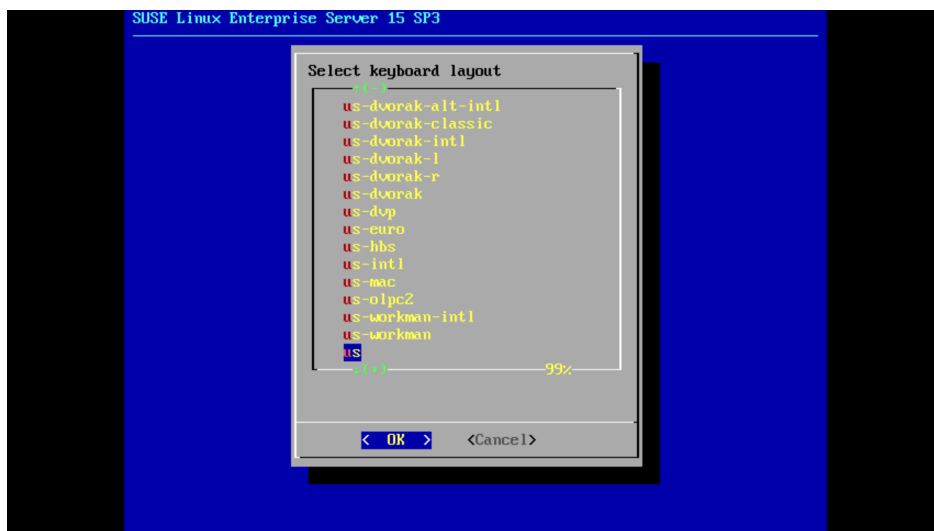 SUSE Linux Enterprise Server 15 SP3
Select keyboard layout
↑(-)
us-dvorak-alt-intl
us-dvorak-classic
us-dvorak-intl
us-dvorak-l
us-dvorak-r
us-dvorak
us-dvp
us-euro
us-hbs
us-intl
us-mac
us-olpc2
us-workman-intl
us-workman
us
↓(+) 99%
< OK > <Cancel>